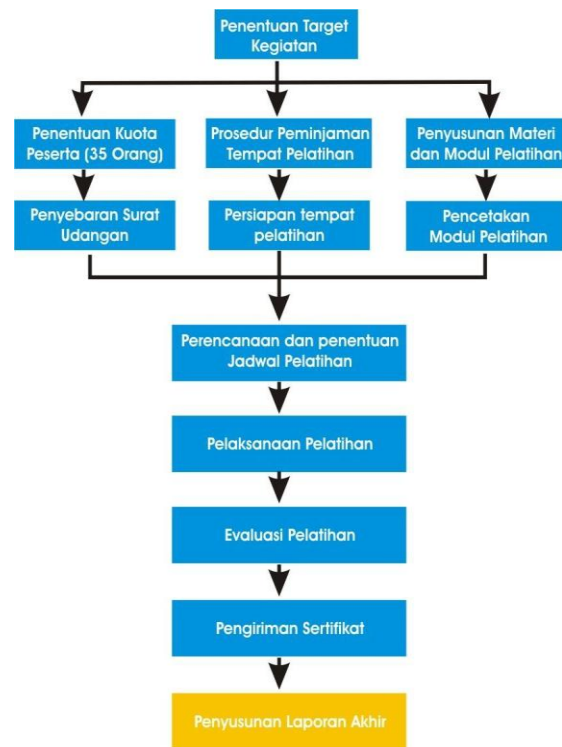 Penentuan Target
Kegiatan
Penentuan Kuota
Peserta (35 Orang)
Prosedur Peminjaman
Tempat Pelatihan
Penyusunan Materi
dan Modul Pelatihan
Penyebaran Surat
Udangan
Persiapan tempat
pelatihan
Pencetakan
Modul Pelatihan
Perencanaan dan penentuan
Jadwal Pelatihan
Pelaksanaan Pelatihan
Evaluasi Pelatihan
Pengiriman Sertifikat
Penyusunan Laporan Akhir